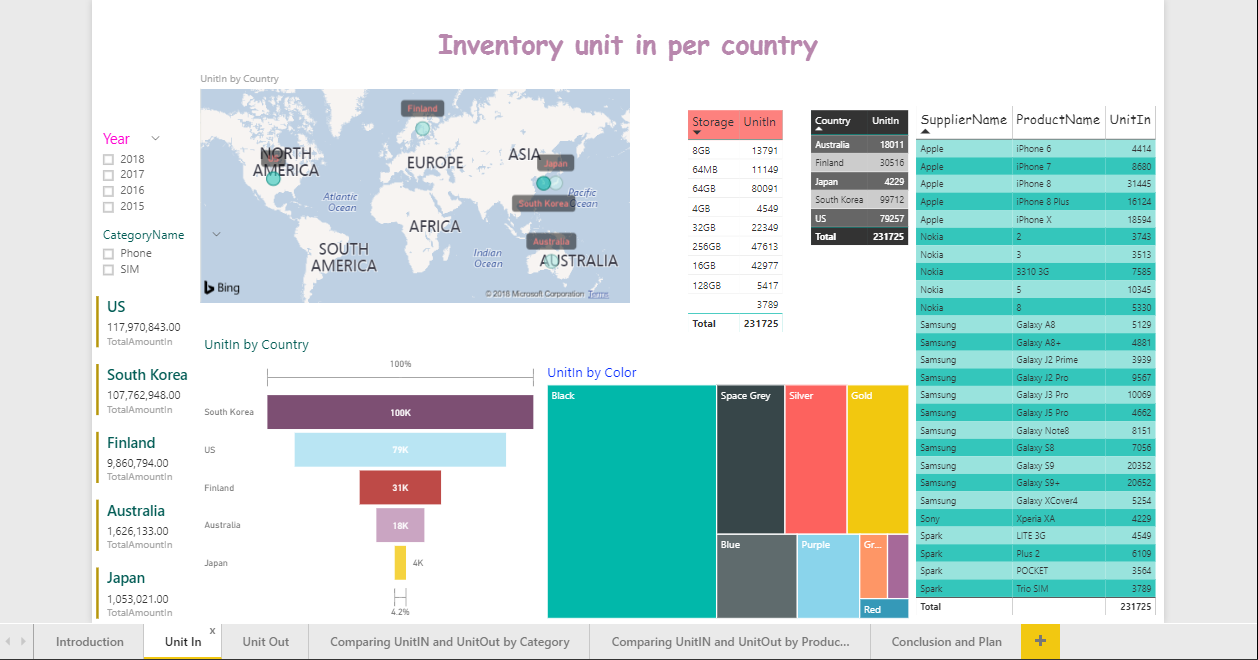 Inventory unit in per country
UnitIn by Country
Finland
NORTH
AMERICA
EUROPE
ASIA
Japan
Atlantic
Ocean
Pacific
Ocean
South Korea
AFRICA
SOUTH
AMERICA
Indian
Ocean
Australia
AUSTRALIA
Bing
© 2018 Microsoft Corporation Terms
Year
2018
2017
2016
2015
CategoryName
Phone
SIM
US
117,970,843.00
TotalAmountIn
South Korea
107,762,948.00
TotalAmountIn
Finland
9,860,794.00
TotalAmountIn
Australia
1,626,133.00
TotalAmountIn
Japan
1,053,021.00
TotalAmountIn
UnitIn by Country
100%
South Korea 100K
US 79K
Finland 31K
Australia 18K
Japan 4K
4.2%
Storage UnitIn
8GB 13791
64MB 11149
64GB 80091
4GB 4549
32GB 22349
256GB 47613
16GB 42977
128GB 5417
3789
Total 231725
Country UnitIn
Australia 18011
Finland 30516
Japan 4229
South Korea 99712
US 79257
Total 231725
UnitIn by Color
Black
Space Grey
Silver
Gold
Blue
Purple
Gr...
Red
SupplierName ProductName UnitIn
Apple iPhone 6 4414
Apple iPhone 7 8680
Apple iPhone 8 31445
Apple iPhone 8 Plus 16124
Apple iPhone X 18594
Nokia 2 3743
Nokia 3 3513
Nokia 3310 3G 7585
Nokia 5 10345
Nokia 8 5330
Samsung Galaxy A8 5129
Samsung Galaxy A8+ 4881
Samsung Galaxy J2 Prime 3939
Samsung Galaxy J2 Pro 9567
Samsung Galaxy J3 Pro 10069
Samsung Galaxy J5 Pro 4662
Samsung Galaxy Note8 8151
Samsung Galaxy S8 7056
Samsung Galaxy S9 20352
Samsung Galaxy S9+ 20652
Samsung Galaxy XCover4 5254
Sony Xperia XA 4229
Spark LITE 3G 4549
Spark Plus 2 6109
Spark POCKET 3564
Spark Trio SIM 3789
Total 231725
Introduction
Unit In
x
Unit Out
Comparing UnitIN and UnitOut by Category
Comparing UnitIN and UnitOut by Produc...
Conclusion and Plan
+